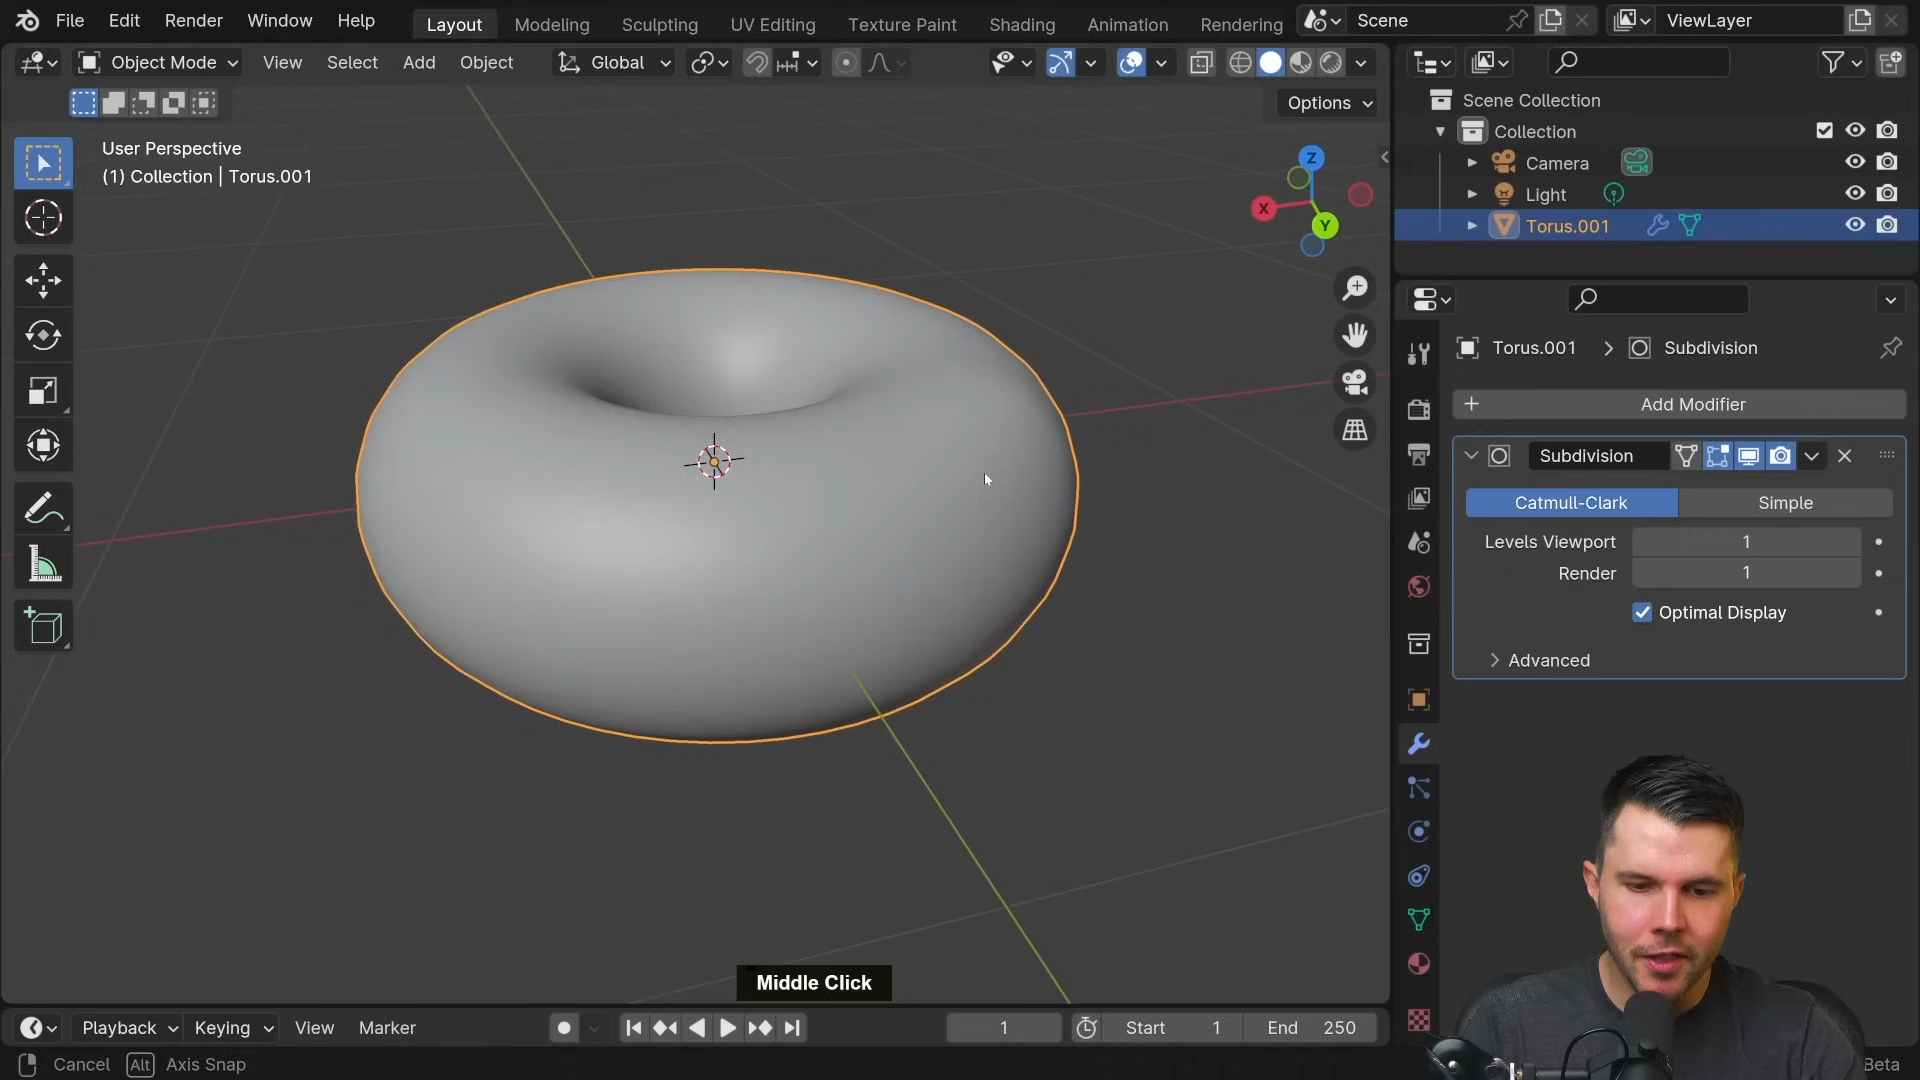 File Edit Render Window Help
Layout Modeling Sculpting UV Editing Texture Paint Shading Animation Rendering
Scene
ViewLayer
Object Mode View Select Add Object
Global
Options
User Perspective
(1) Collection | Torus.001
Z
X
Y
Scene Collection
Collection
Camera
Light
Torus.001
Torus.001 Subdivision
Add Modifier
Subdivision
Catmull-Clark Simple
Levels Viewport 1
Render 1
Optimal Display
Advanced
Middle Click
Playback Keying View Marker
1
Start 1 End 250
Cancel Alt Axis Snap
Beta